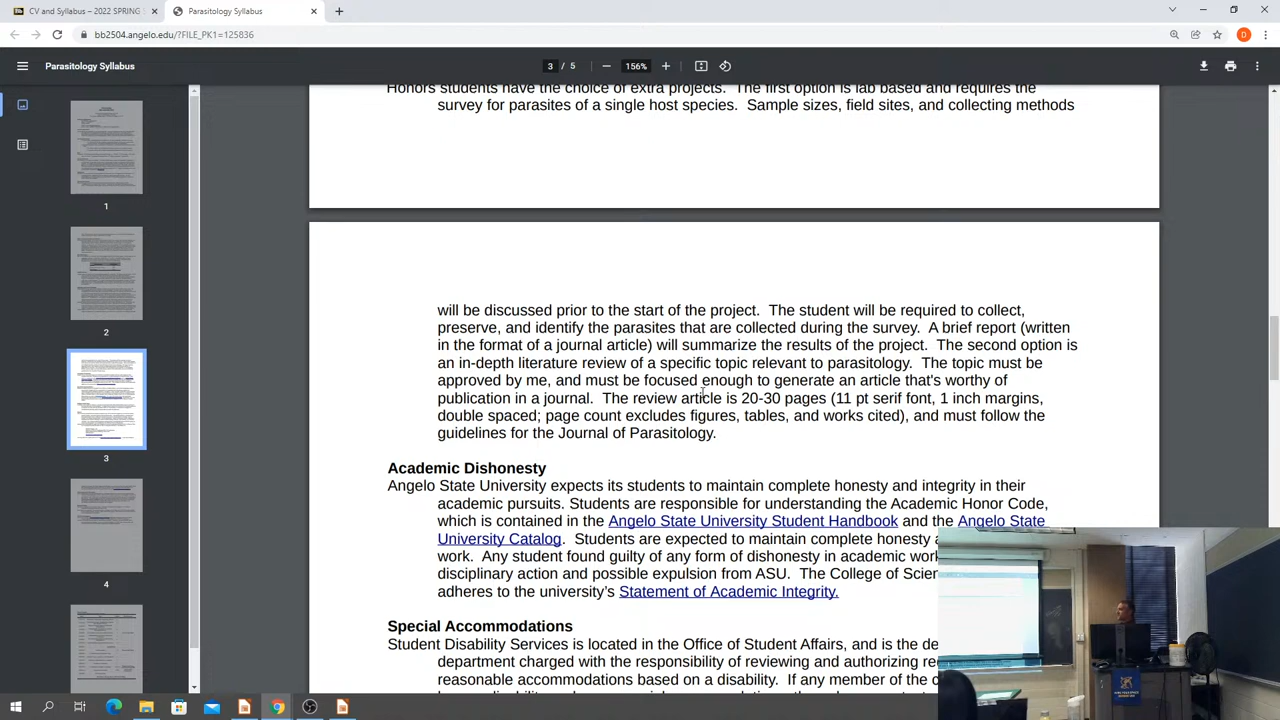 CV and Syllabus – 2022 SPRING
Parasitology Syllabus
bb2504.angelo.edu/?FILE_PK1=125836
D
Parasitology Syllabus
3 / 5
156%
1
2
3
4
Honors students have the choice of extra projects. The first option is lab based and requires the
survey for parasites of a single host species. Sample sizes, field sites, and collecting methods
will be discussed prior to the start of the project. The student will be required to collect,
preserve, and identify the parasites that are collected during the survey. A brief report (written
in the format of a journal article) will summarize the results of the project. The second option is
an in-depth literature review of a specific topic relevant to parasitology. The topic must be
approved by me, and must be focused enough to generate an article that's worthy of
publication in a journal. The review article is 20-30 pages (11 pt serif font, 1 inch margins,
double spaced; page count excludes figures, tables, and works cited), and must follow the
guidelines for the Journal of Parasitology.
Academic Dishonesty
Angelo State University expects its students to maintain complete honesty and integrity in their
academic pursuits. Students are responsible for understanding the Academic Honor Code,
which is contained in the Angelo State University Student Handbook and the Angelo State
University Catalog. Students are expected to maintain complete honesty
work. Any student found guilty of any form of dishonesty in academic work
disciplinary action and possible expulsion from ASU. The College of Scien
adheres to the university's Statement of Academic Integrity.
Special Accommodations
Student Disability Services is located in the Office of Student Affairs, and is the de
department charged with the responsibility of reviewing and authorizing re
reasonable accommodations based on a disability. If any member of the c